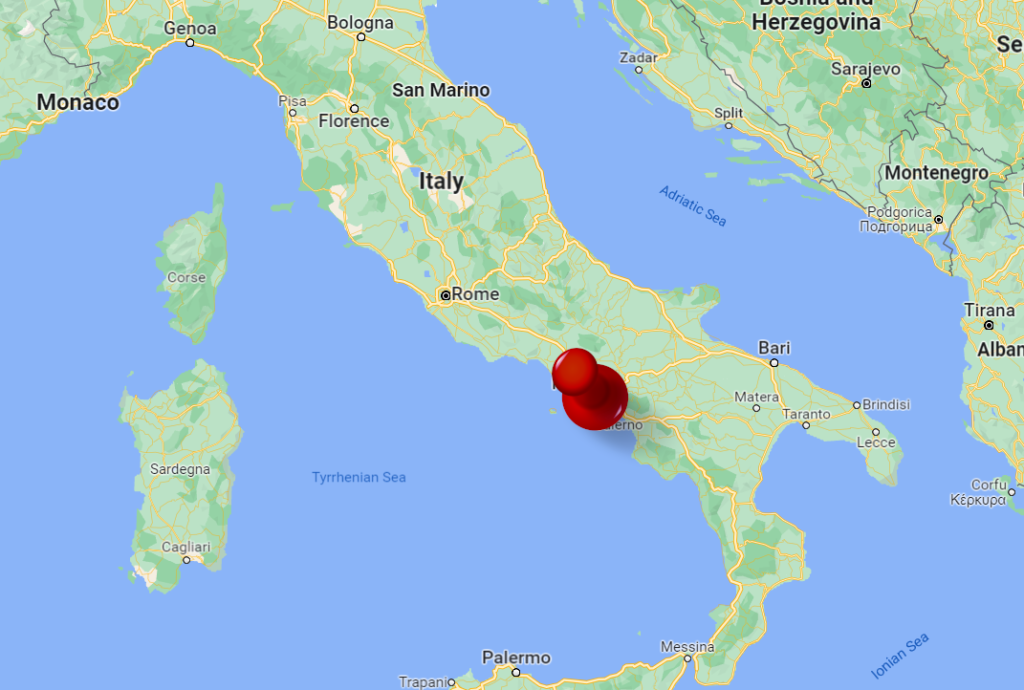 Bosnia and
Herzegovina
Genoa
Bologna
Se
Zadar
Sarajevo
Monaco
San Marino
Pisa
Florence
Split
Italy
Montenegro
Adriatic Sea
Podgorica
Подгорица
Corse
Rome
Tirana
Bari
Alban
Matera
Brindisi
Taranto
lerno
Lecce
Sardegna
Tyrrhenian Sea
Corfu
Κέρκυρα
Cagliari
Messina
Ionian Sea
Palermo
Trapani